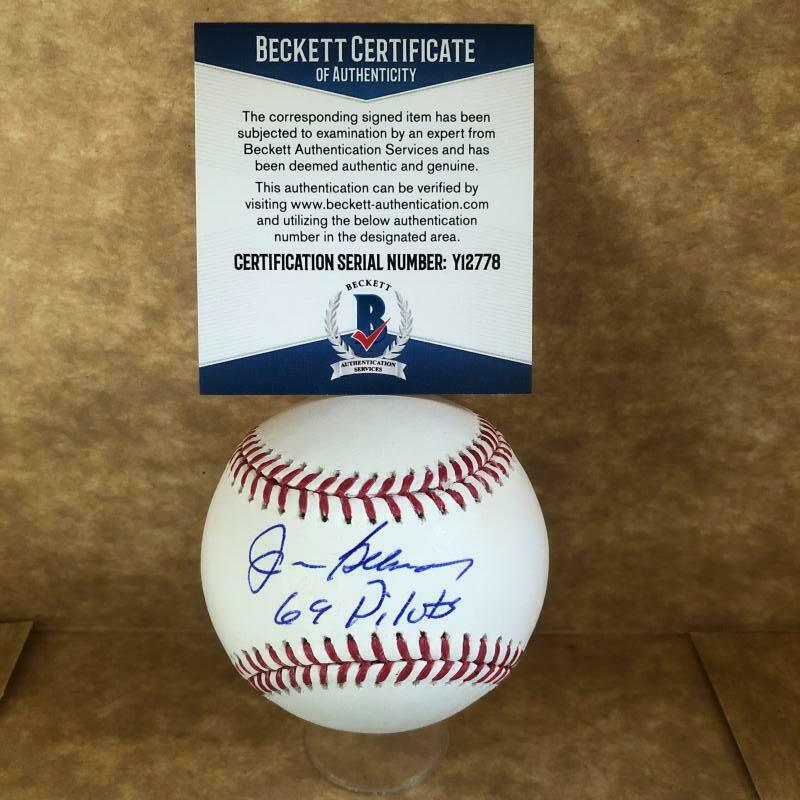 BECKETT CERTIFICATE
OF AUTHENTICITY
The corresponding signed item has been
subjected to examination by an expert from
Beckett Authentication Services and has
been deemed authentic and genuine.
This authentication can be verified by
visiting www.beckett-authentication.com
and utilizing the below authentication
number in the designated area.
CERTIFICATION SERIAL NUMBER: Y12778
BECKETT
B
AUTHENTICATION
SERVICES
69 Pilots